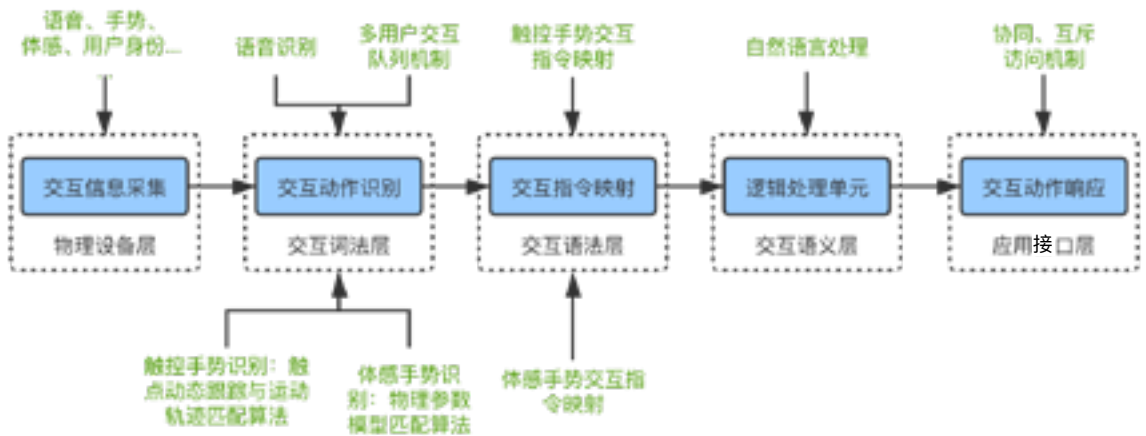 语音、手势、
体感、用户身份...
语音识别
多用户交互
队列机制
触控手势交互
指令映射
自然语言处理
协同、互斥
访问机制
交互信息采集
物理设备层
交互动作识别
交互词法层
交互指令映射
交互语法层
逻辑处理单元
交互语义层
交互动作响应
应用接口层
触控手势识别：触
点动态跟踪与运动
轨迹匹配算法
体感手势识
别：物理参数
模型匹配算法
体感手势交互指
令映射